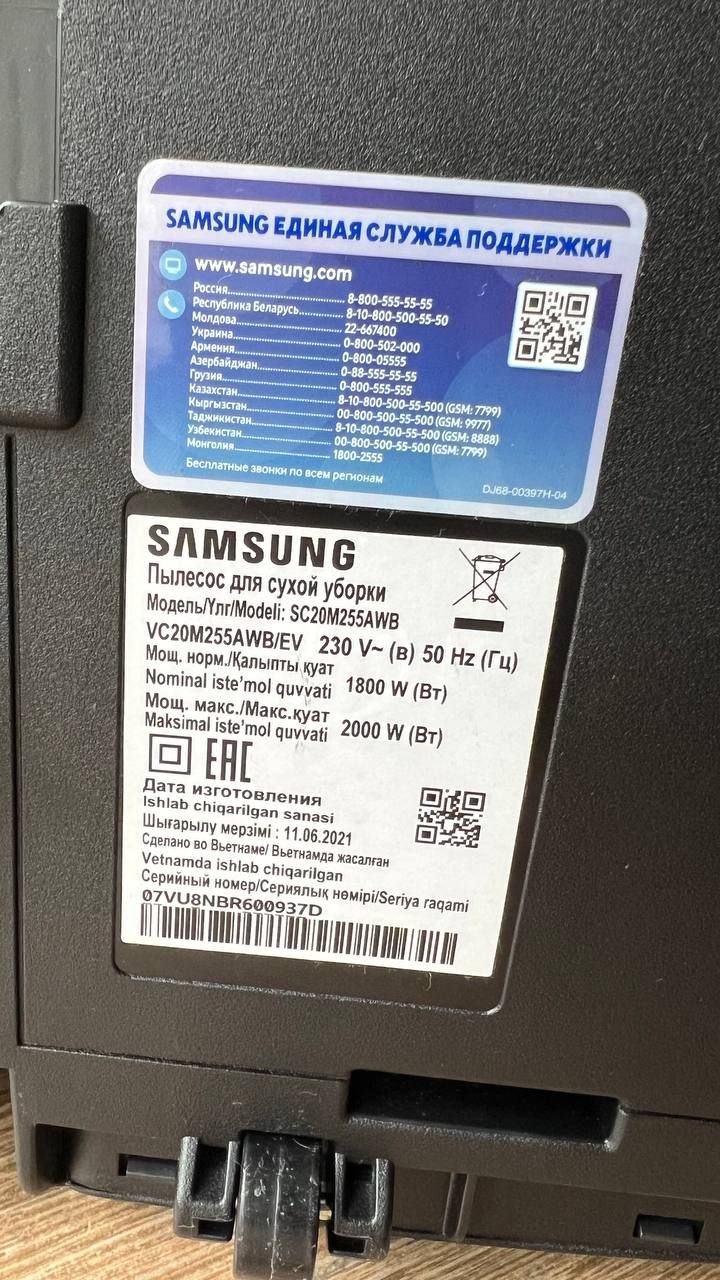 SAMSUNG ЕДИНАЯ СЛУЖБА ПОДДЕРЖКИ
www.samsung.com
Россия........................................ 8-800-555-55-55
Республика Беларусь.............. 8-10-800-500-55-50
Молдова..................................... 22-667400
Украина....................................... 0-800-502-000
Армения...................................... 0-800-05555
Азербайджан............................. 0-88-555-55-55
Грузия.......................................... 0-800-555-555
Казахстан.................................... 8-10-800-500-55-500 (GSM: 7799)
Кыргызстан................................ 00-800-500-55-500 (GSM: 9977)
Таджикистан.............................. 8-10-800-500-55-500 (GSM: 8888)
Узбекистан................................. 00-800-500-55-500 (GSM: 7799)
Монголия.................................... 1800-2555
Бесплатные звонки по всем регионам
DJ68-00397H-04
SAMSUNG
Пылесос для сухой уборки
Модель/Үлг/Modeli: SC20M255AWB
VC20M255AWB/EV 230 V~ (в) 50 Hz (Гц)
Мощ. норм./Қалыпты қуат
Nominal iste'mol quvvati 1800 W (Вт)
Мощ. макс./Макс.қуат
Maksimal iste'mol quvvati 2000 W (Вт)
EAC
Дата изготовления
Ishlab chiqarilgan sanasi
Шығарылу мерзімі : 11.06.2021
Сделано во Вьетнаме/ Вьетнамда жасалған
Vetnamda ishlab chiqarilgan
Серийный номер/Сериялық нөмірі/Seriya raqami
07VU8NBR600937D